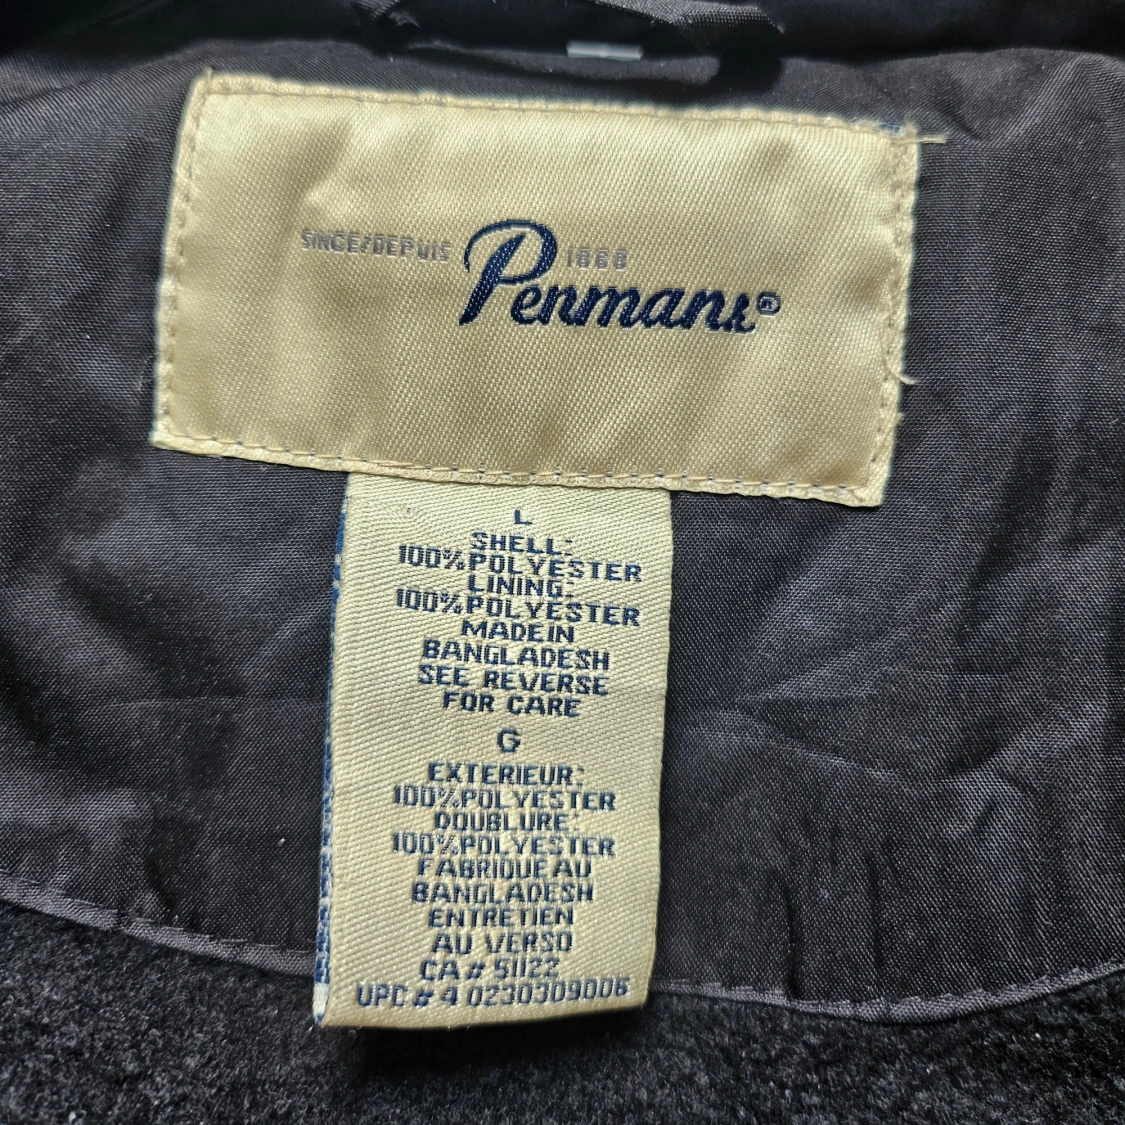 SINCE/DEPUIS 1868
Penmans®
L
SHELL:
100%POLYESTER
LINING:
100%POLYESTER
MADE IN
BANGLADESH
SEE REVERSE
FOR CARE
G
EXTERIEUR:
100%POLYESTER
DOUBLURE:
100%POLYESTER
FABRIQUE AU
BANGLADESH
ENTRETIEN
AU VERSO
CA# 51122
UPC# 4 0230309006